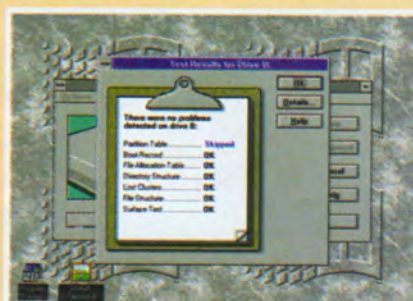 Test Results for Drive B:
OK
Details...
Help
There were no problems
detected on drive B:
Partition Table Skipped
Boot Record OK
File Allocation Table OK
Directory Structure OK
Lost Clusters OK
File Structure OK
Surface Test OK